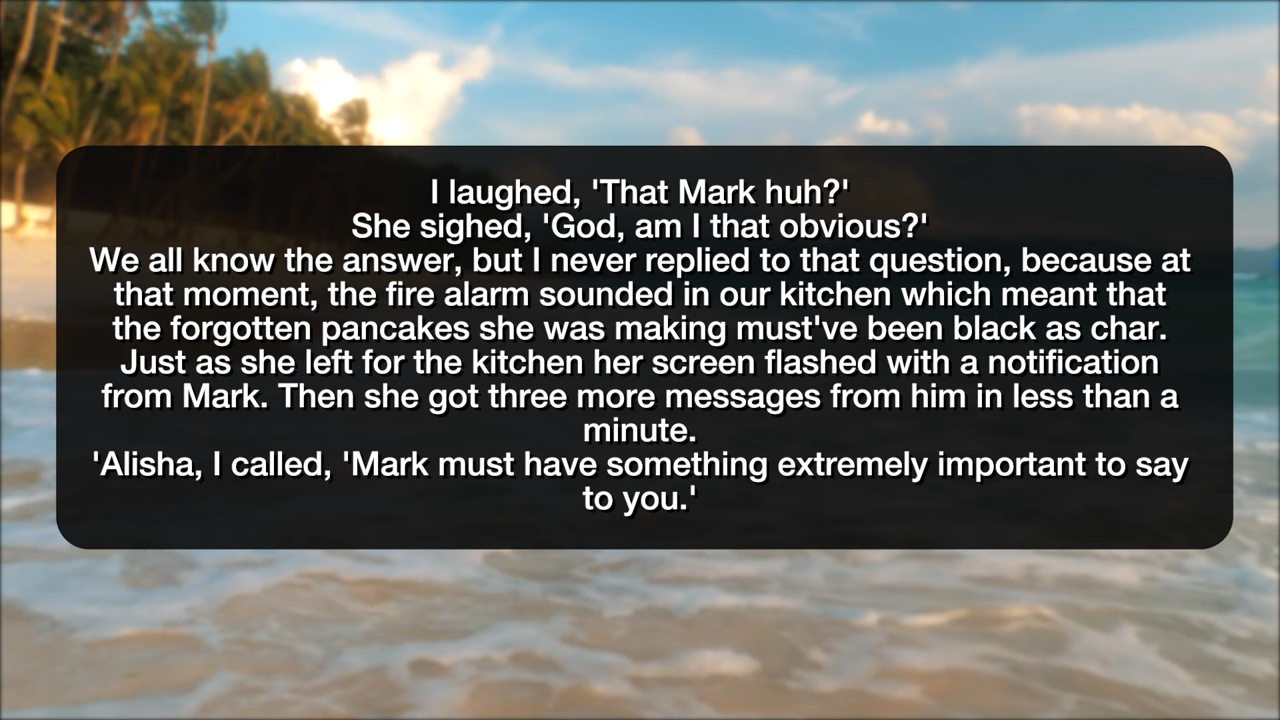 I laughed, 'That Mark huh?'
She sighed, 'God, am I that obvious?'
We all know the answer, but I never replied to that question, because at
that moment, the fire alarm sounded in our kitchen which meant that
the forgotten pancakes she was making must've been black as char.
Just as she left for the kitchen her screen flashed with a notification
from Mark. Then she got three more messages from him in less than a
minute.
'Alisha, I called, 'Mark must have something extremely important to say
to you.'